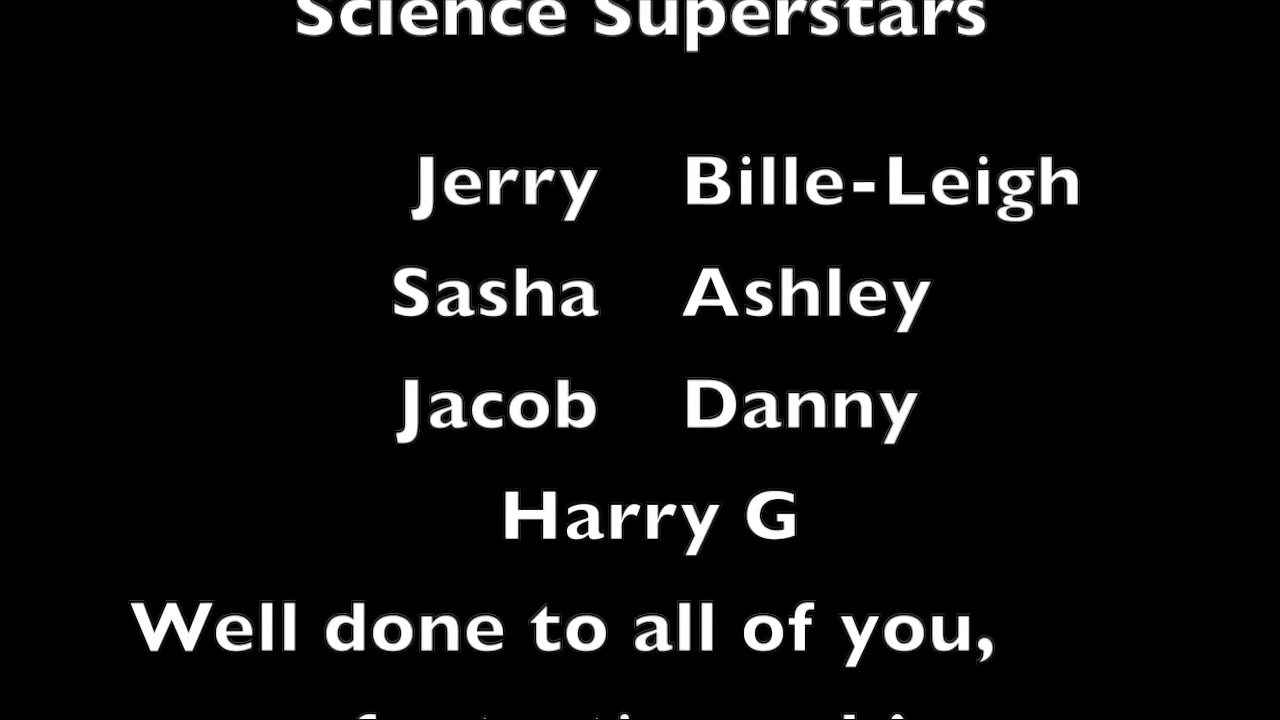 Science Superstars
Jerry Bille-Leigh
Sasha Ashley
Jacob Danny
Harry G
Well done to all of you,